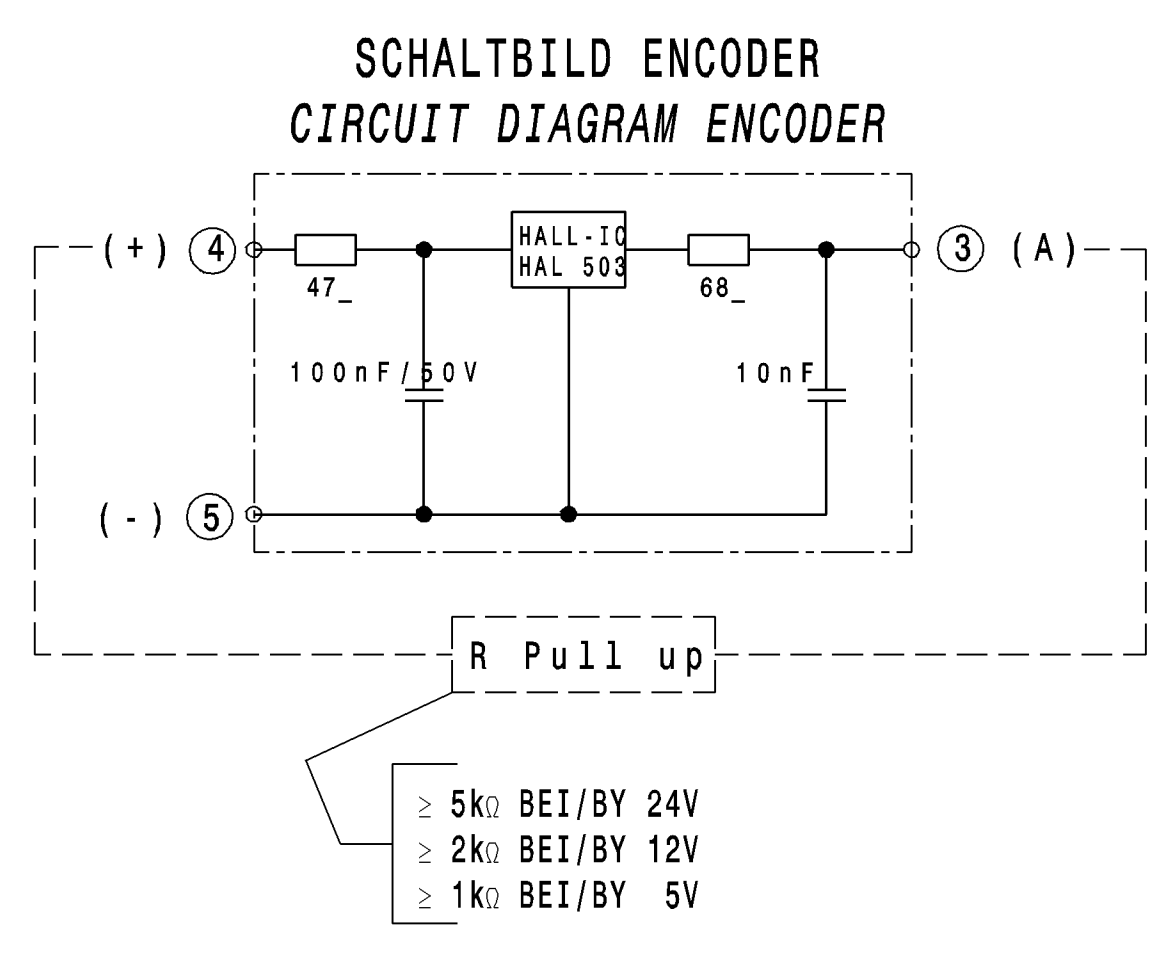 SCHALTBILD ENCODER
CIRCUIT DIAGRAM ENCODER
(+) 4
HALL-IC
HAL 503
3 (A)
47_
68_
100nF/50V
10nF
(-) 5
R Pull up
≥ 5kΩ BEI/BY 24V
≥ 2kΩ BEI/BY 12V
≥ 1kΩ BEI/BY 5V